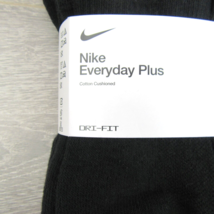 Nike
Everyday Plus
Cotton Cushioned
DRI-FIT